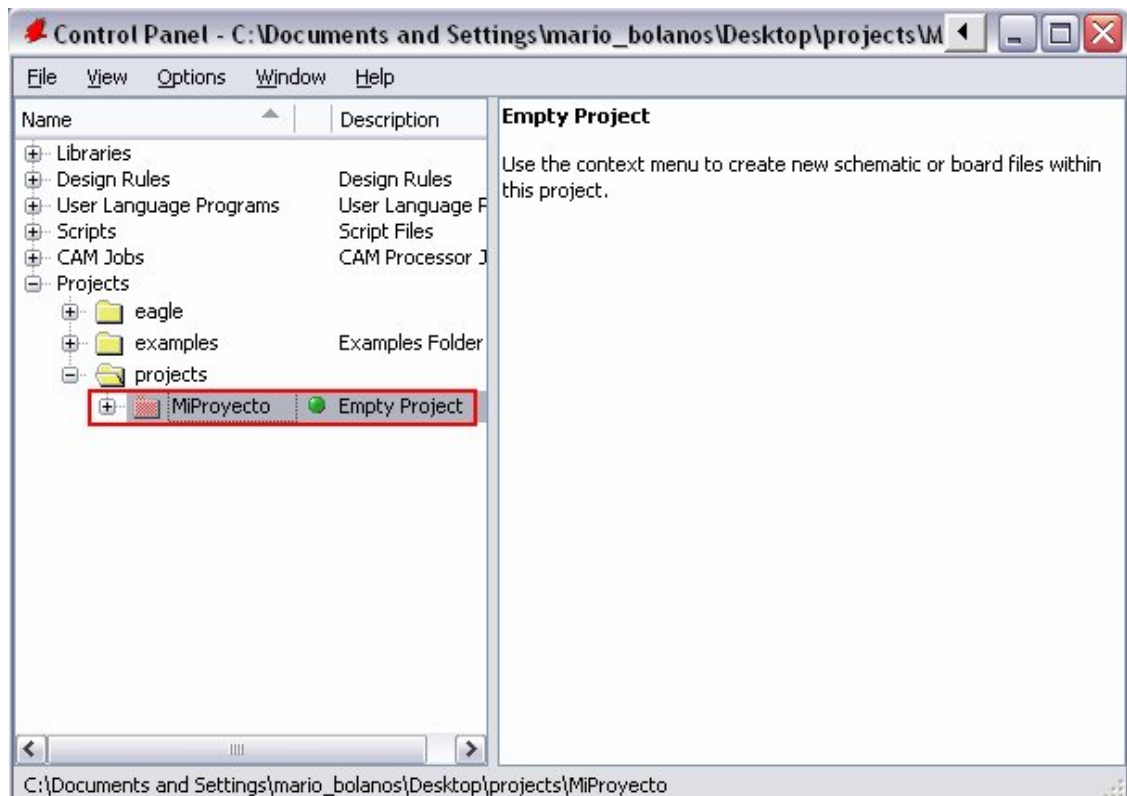 Control Panel - C:\Documents and Settings\mario_bolanos\Desktop\projects\M
File View Options Window Help
Name Description
Libraries
Design Rules Design Rules
User Language Programs User Language P
Scripts Script Files
CAM Jobs CAM Processor J
Projects
eagle
examples Examples Folder
projects
MiProyecto Empty Project
Empty Project
Use the context menu to create new schematic or board files within
this project.
C:\Documents and Settings\mario_bolanos\Desktop\projects\MiProyecto